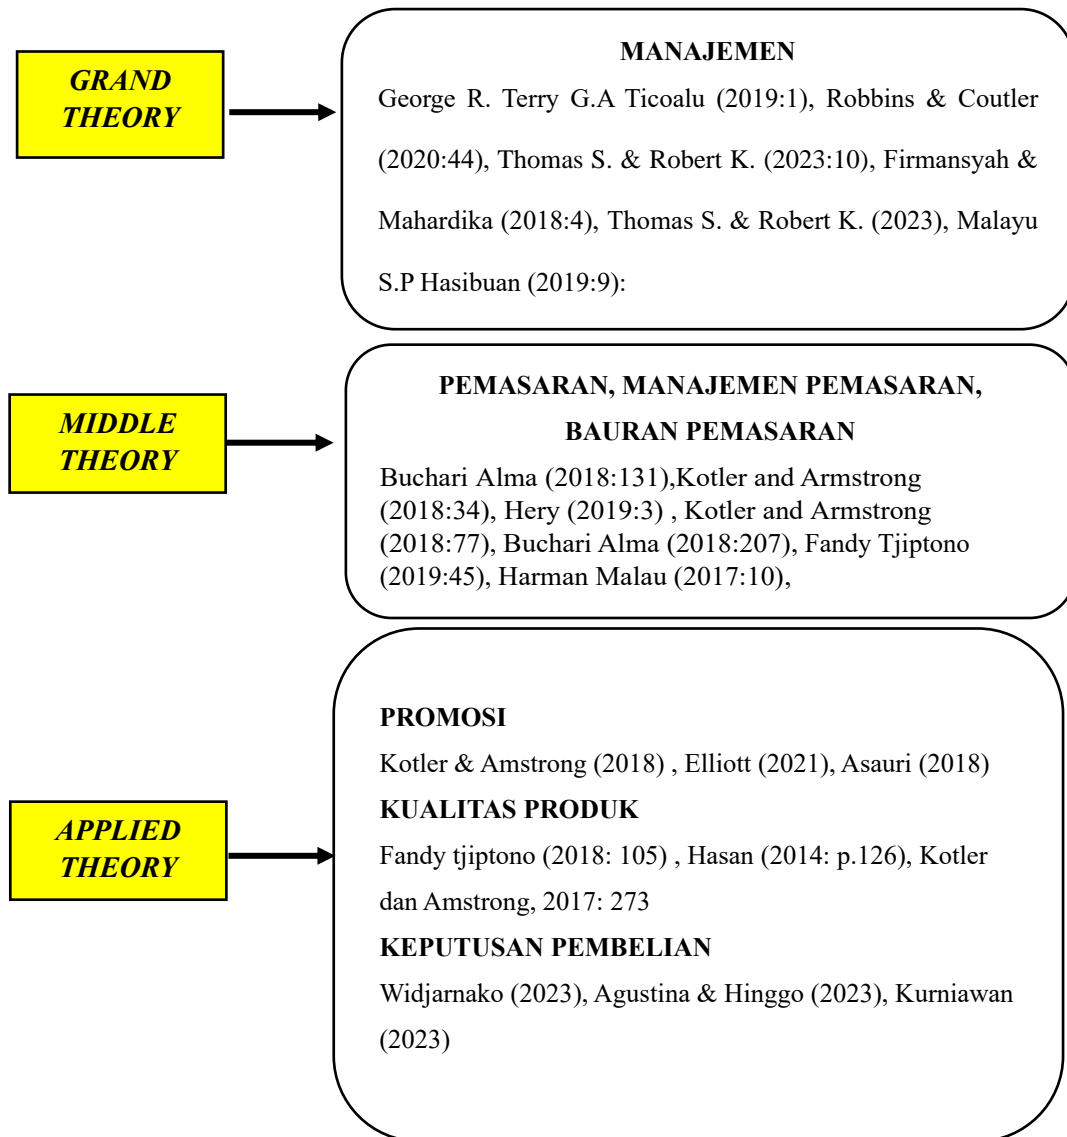 GRAND
THEORY
MANAJEMEN
George R. Terry G.A Ticoalu (2019:1), Robbins & Coutler
(2020:44), Thomas S. & Robert K. (2023:10), Firmansyah &
Mahardika (2018:4), Thomas S. & Robert K. (2023), Malayu
S.P Hasibuan (2019:9):
MIDDLE
THEORY
PEMASARAN, MANAJEMEN PEMASARAN,
BAURAN PEMASARAN
Buchari Alma (2018:131),Kotler and Armstrong
(2018:34), Hery (2019:3) , Kotler and Armstrong
(2018:77), Buchari Alma (2018:207), Fandy Tjiptono
(2019:45), Harman Malau (2017:10),
APPLIED
THEORY
PROMOSI
Kotler & Amstrong (2018) , Elliott (2021), Asauri (2018)
KUALITAS PRODUK
Fandy tjiptono (2018: 105) , Hasan (2014: p.126), Kotler
dan Amstrong, 2017: 273
KEPUTUSAN PEMBELIAN
Widjarnako (2023), Agustina & Hinggo (2023), Kurniawan
(2023)